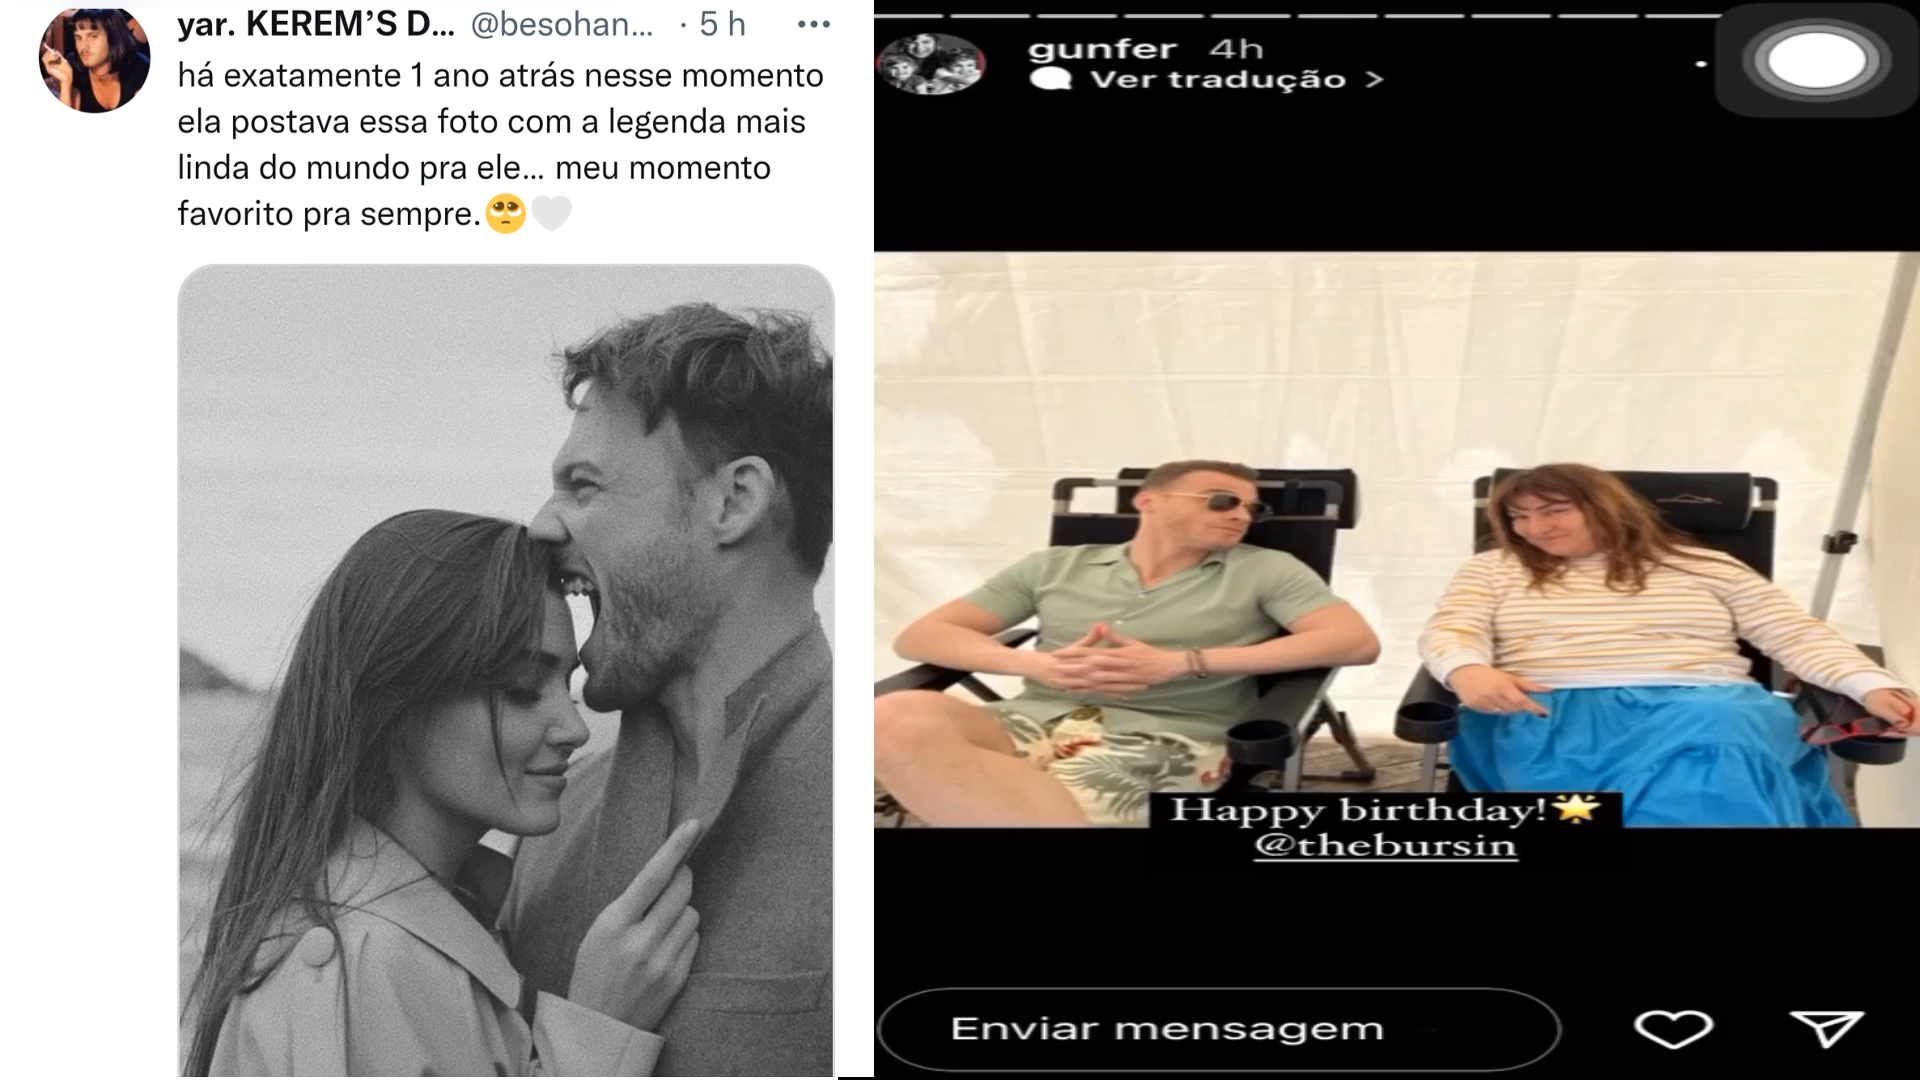 yar. KEREM’S D... @besohan... · 5 h
há exatamente 1 ano atrás nesse momento
ela postava essa foto com a legenda mais
linda do mundo pra ele... meu momento
favorito pra sempre.🥺🤍
gunfer 4h
Ver tradução >
Happy birthday!🌟
@thebursin
Enviar mensagem